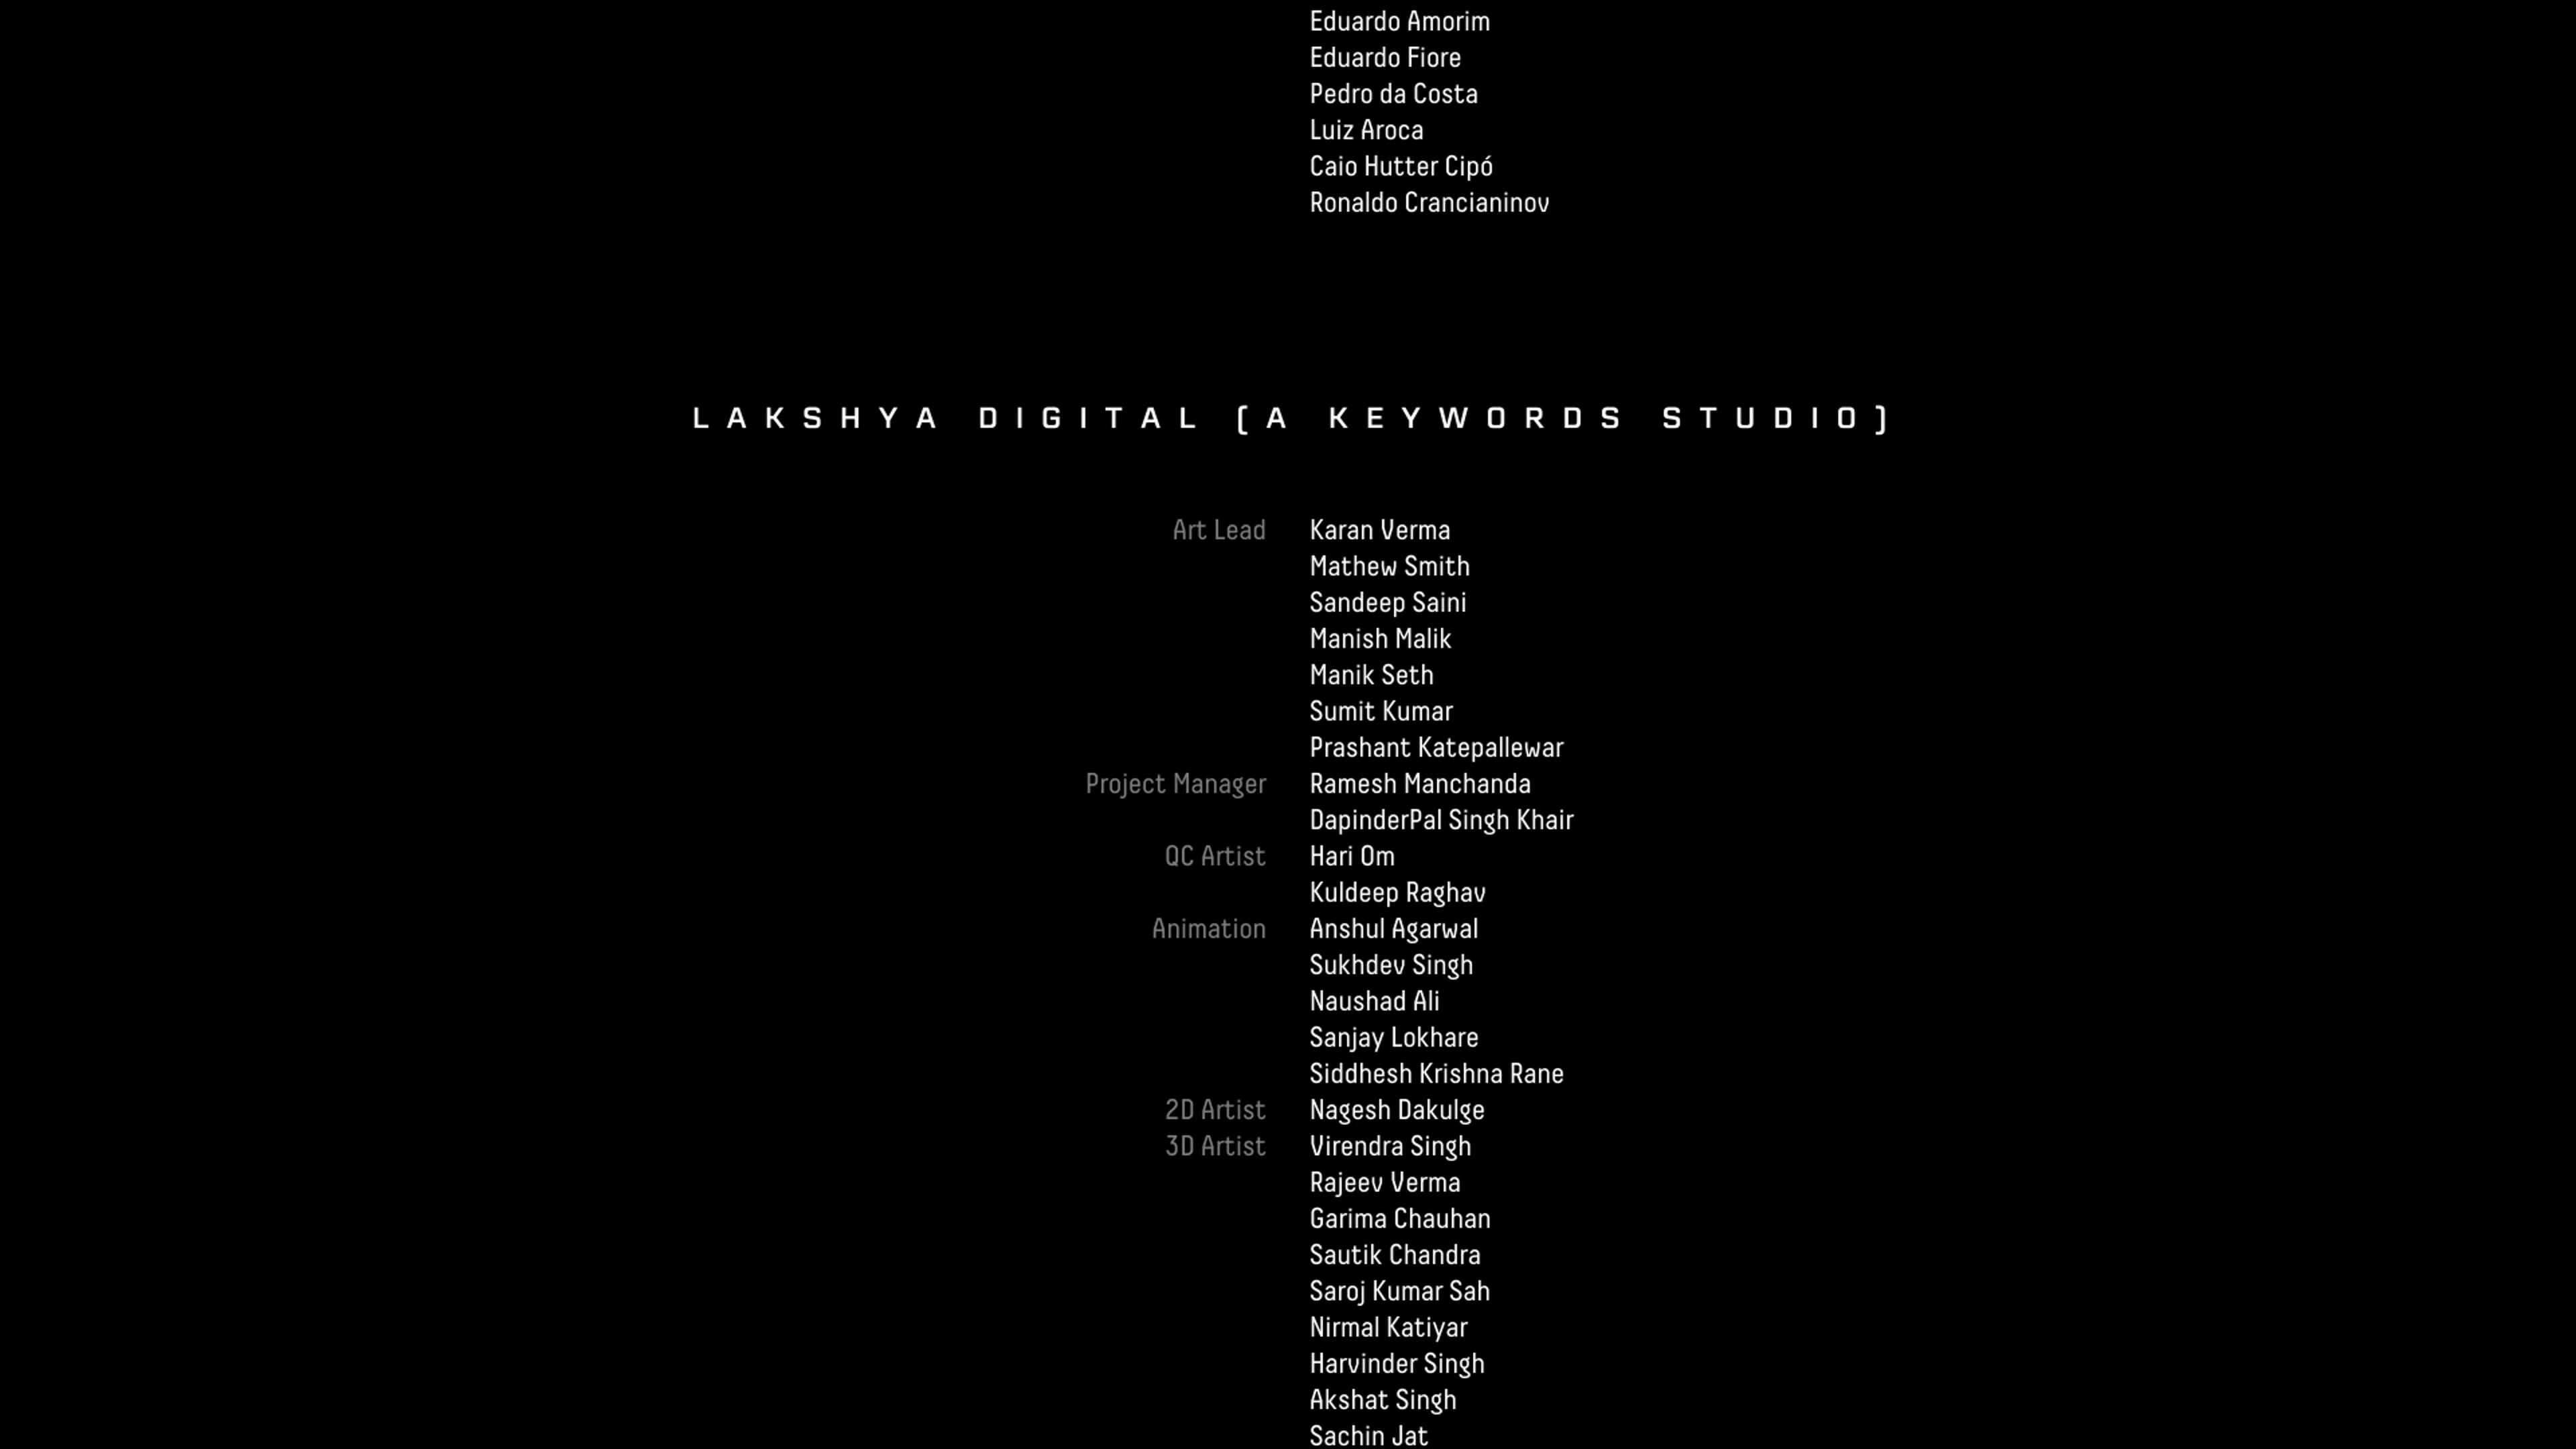 Eduardo Amorim
Eduardo Fiore
Pedro da Costa
Luiz Aroca
Caio Hutter Cipó
Ronaldo Crancianinov
LAKSHYA DIGITAL (A KEYWORDS STUDIO)
Art Lead Karan Verma
Mathew Smith
Sandeep Saini
Manish Malik
Manik Seth
Sumit Kumar
Prashant Katepallewar
Project Manager Ramesh Manchanda
DapinderPal Singh Khair
QC Artist Hari Om
Kuldeep Raghav
Animation Anshul Agarwal
Sukhdev Singh
Naushad Ali
Sanjay Lokhare
Siddhesh Krishna Rane
2D Artist Nagesh Dakulge
3D Artist Virendra Singh
Rajeev Verma
Garima Chauhan
Sautik Chandra
Saroj Kumar Sah
Nirmal Katiyar
Harvinder Singh
Akshat Singh
Sachin Jat